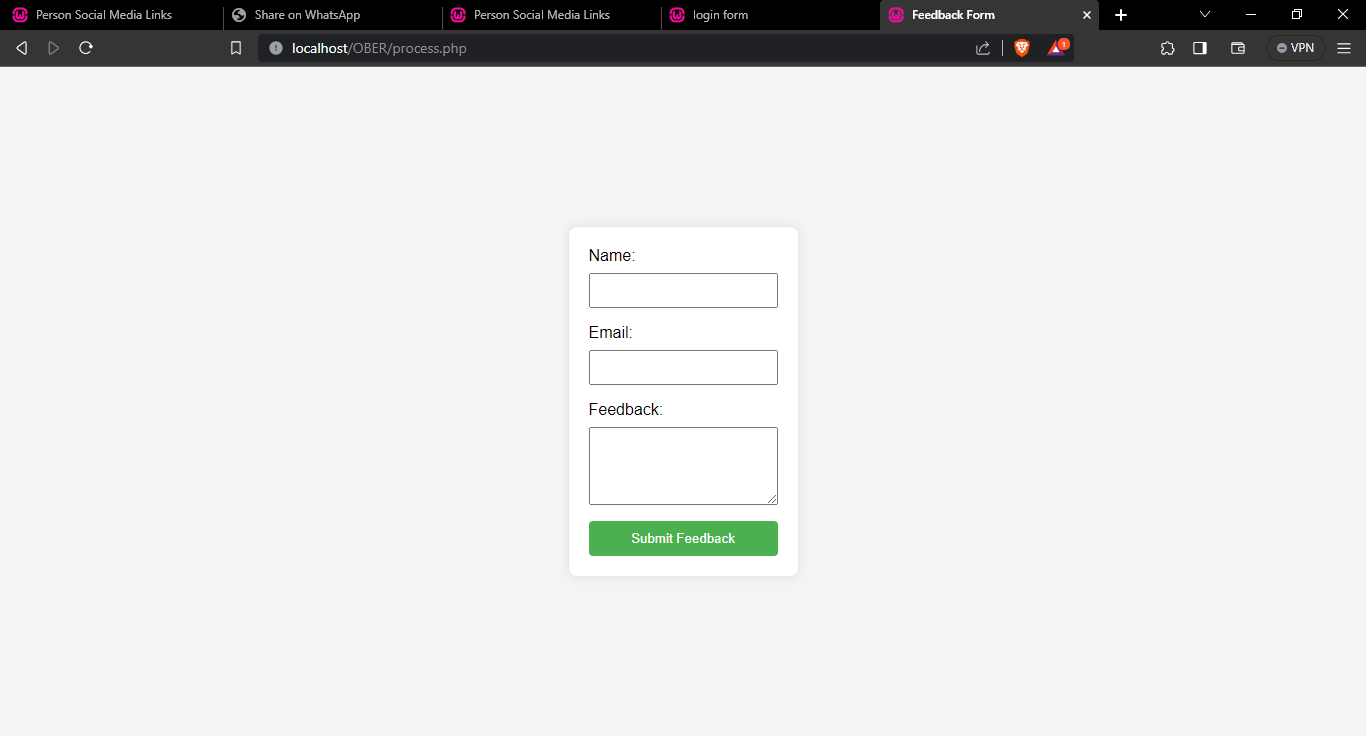 Person Social Media Links
Share on WhatsApp
Person Social Media Links
login form
Feedback Form
localhost/OBER/process.php
1
VPN
Name:
Email:
Feedback:
Submit Feedback